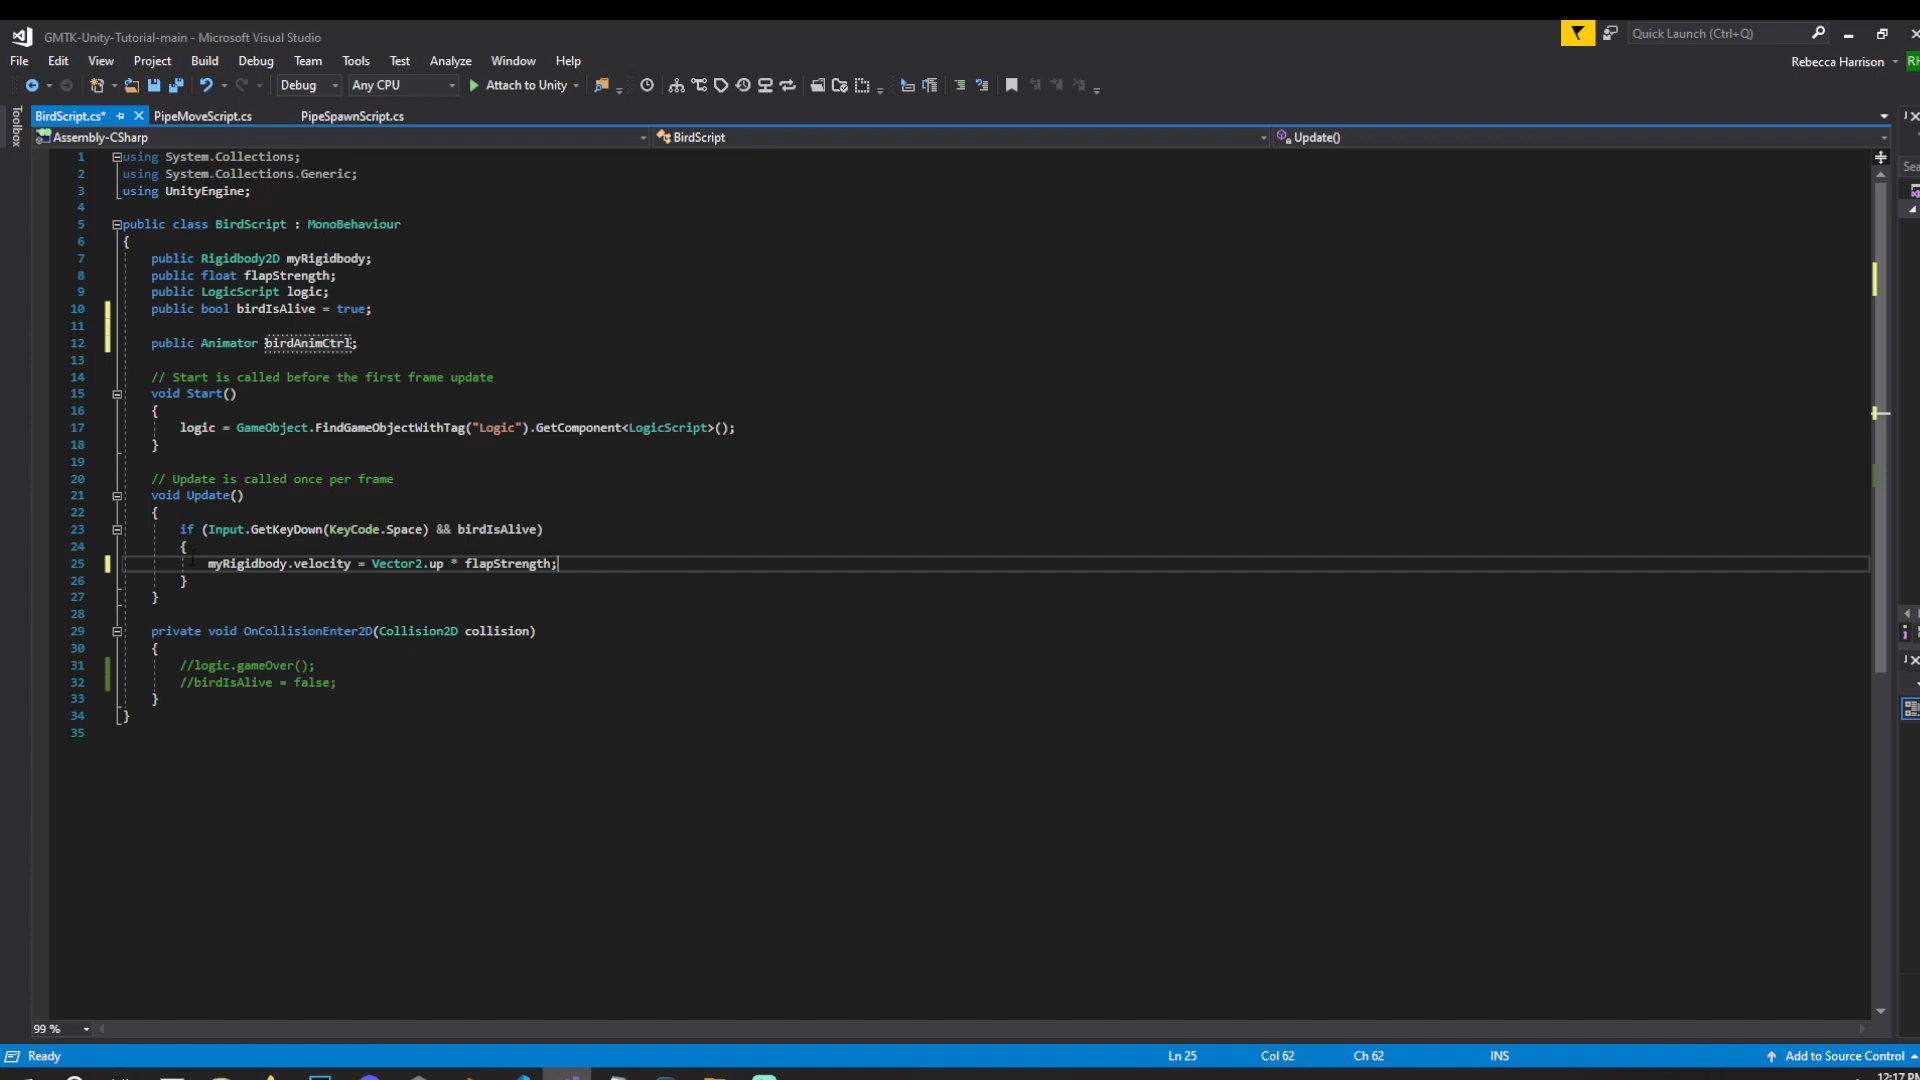 GMTK-Unity-Tutorial-main - Microsoft Visual Studio
Quick Launch (Ctrl+Q)
File Edit View Project Build Debug Team Tools Test Analyze Window Help
Rebecca Harrison
RH
Debug Any CPU Attach to Unity
Toolbox
BirdScript.cs* PipeMoveScript.cs PipeSpawnScript.cs
Assembly-CSharp BirdScript Update()
Sea
1 using System.Collections;
2 using System.Collections.Generic;
3 using UnityEngine;
4
5 public class BirdScript : MonoBehaviour
6 {
7 public Rigidbody2D myRigidbody;
8 public float flapStrength;
9 public LogicScript logic;
10 public bool birdIsAlive = true;
11
12 public Animator birdAnimCtrl;
13
14 // Start is called before the first frame update
15 void Start()
16 {
17 logic = GameObject.FindGameObjectWithTag("Logic").GetComponent<LogicScript>();
18 }
19
20 // Update is called once per frame
21 void Update()
22 {
23 if (Input.GetKeyDown(KeyCode.Space) && birdIsAlive)
24 {
25 myRigidbody.velocity = Vector2.up * flapStrength;
26 }
27 }
28
29 private void OnCollisionEnter2D(Collision2D collision)
30 {
31 //logic.gameOver();
32 //birdIsAlive = false;
33 }
34 }
35
99 %
Ready Ln 25 Col 62 Ch 62 INS Add to Source Control
12:17 PM